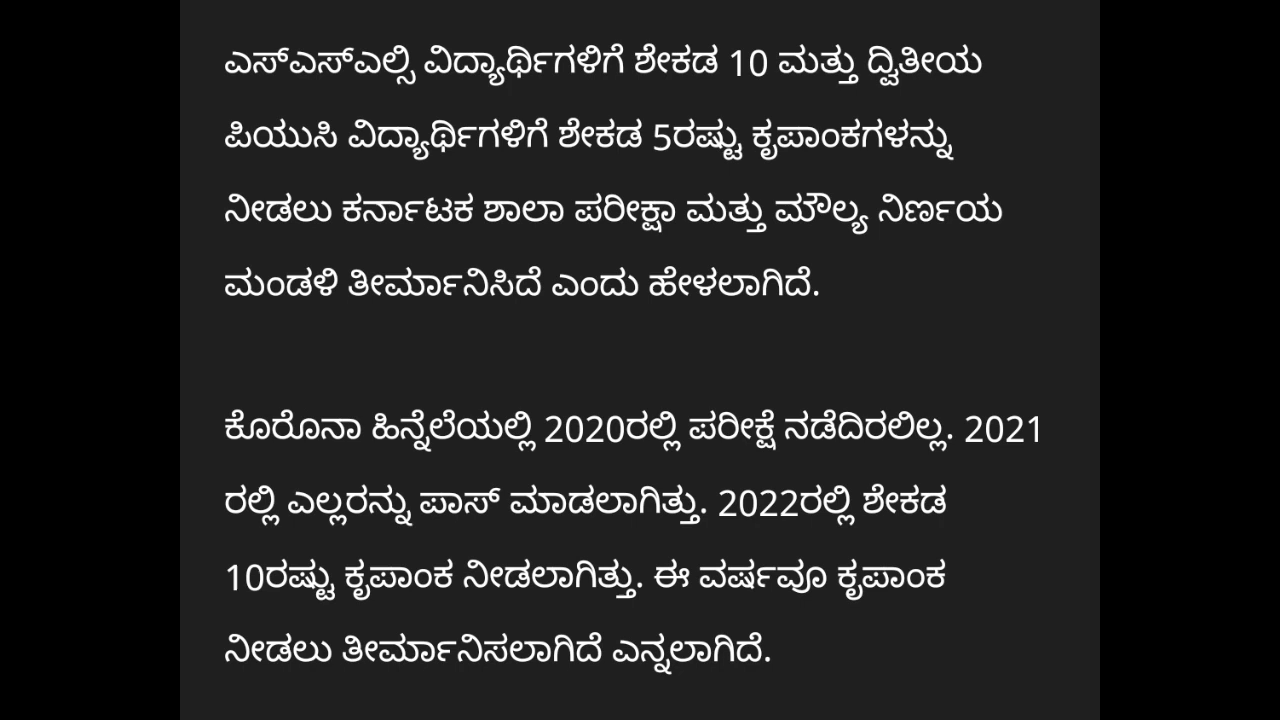 ಎಸ್‌ಎಸ್‌ಎಲ್ಸಿ ವಿದ್ಯಾರ್ಥಿಗಳಿಗೆ ಶೇಕಡ 10 ಮತ್ತು ದ್ವಿತೀಯ
ಪಿಯುಸಿ ವಿದ್ಯಾರ್ಥಿಗಳಿಗೆ ಶೇಕಡ 5ರಷ್ಟು ಕೃಪಾಂಕಗಳನ್ನು
ನೀಡಲು ಕರ್ನಾಟಕ ಶಾಲಾ ಪರೀಕ್ಷಾ ಮತ್ತು ಮೌಲ್ಯ ನಿರ್ಣಯ
ಮಂಡಳಿ ತೀರ್ಮಾನಿಸಿದೆ ಎಂದು ಹೇಳಲಾಗಿದೆ.
ಕೊರೊನಾ ಹಿನ್ನೆಲೆಯಲ್ಲಿ 2020ರಲ್ಲಿ ಪರೀಕ್ಷೆ ನಡೆದಿರಲಿಲ್ಲ. 2021
ರಲ್ಲಿ ಎಲ್ಲರನ್ನು ಪಾಸ್ ಮಾಡಲಾಗಿತ್ತು. 2022ರಲ್ಲಿ ಶೇಕಡ
10ರಷ್ಟು ಕೃಪಾಂಕ ನೀಡಲಾಗಿತ್ತು. ಈ ವರ್ಷವೂ ಕೃಪಾಂಕ
ನೀಡಲು ತೀರ್ಮಾನಿಸಲಾಗಿದೆ ಎನ್ನಲಾಗಿದೆ.